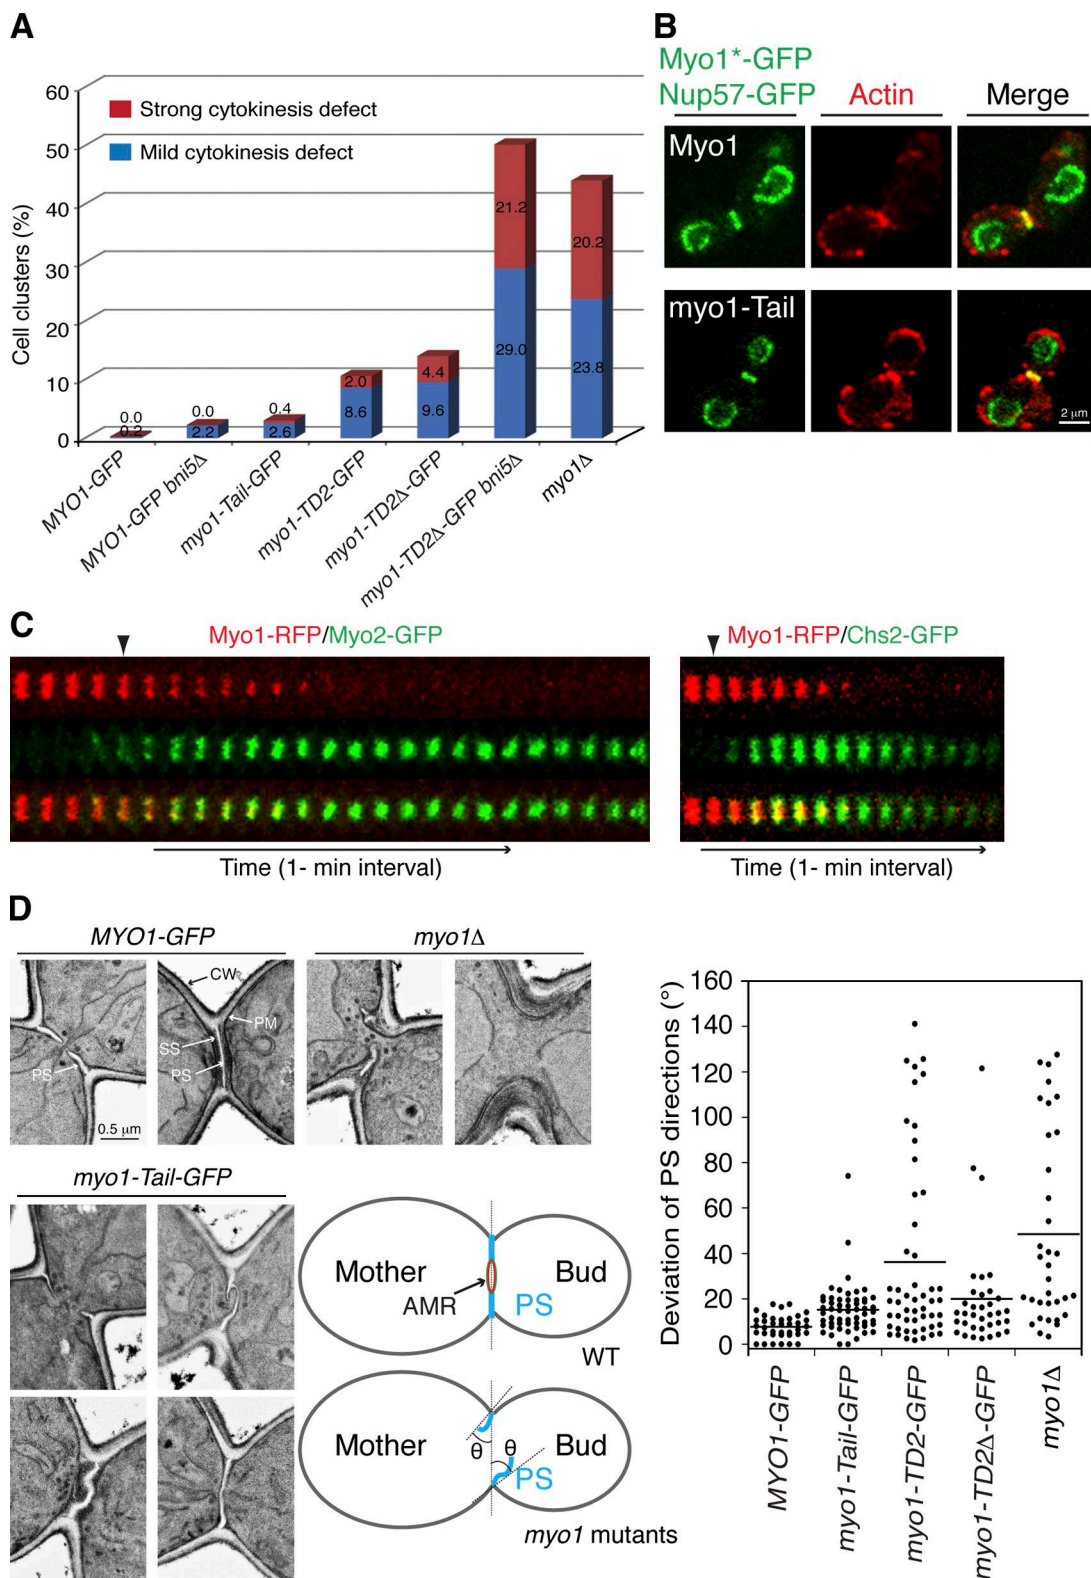 A
60
50
40
30
20
10
0
Cell clusters (%)
Strong cytokinesis defect
Mild cytokinesis defect
0.0
0.2
0.0
2.2
0.4
2.6
2.0
8.6
4.4
9.6
21.2
29.0
20.2
23.8
MYO1-GFP
MYO1-GFP bni5Δ
myo1-Tail-GFP
myo1-TD2-GFP
myo1-TD2Δ-GFP
myo1-TD2Δ-GFP bni5Δ
myo1Δ
B
Myo1*-GFP
Nup57-GFP Actin Merge
Myo1
myo1-Tail
2 µm
C
Myo1-RFP/Myo2-GFP
Time (1- min interval)
Myo1-RFP/Chs2-GFP
Time (1- min interval)
D
MYO1-GFP
myo1Δ
PS
0.5 µm
CW
PM
SS
PS
myo1-Tail-GFP
Mother Bud
AMR PS
WT
Mother Bud
θ θ
PS
myo1 mutants
Deviation of PS directions (°)
160
140
120
100
80
60
40
20
0
MYO1-GFP
myo1-Tail-GFP
myo1-TD2-GFP
myo1-TD2Δ-GFP
myo1Δ